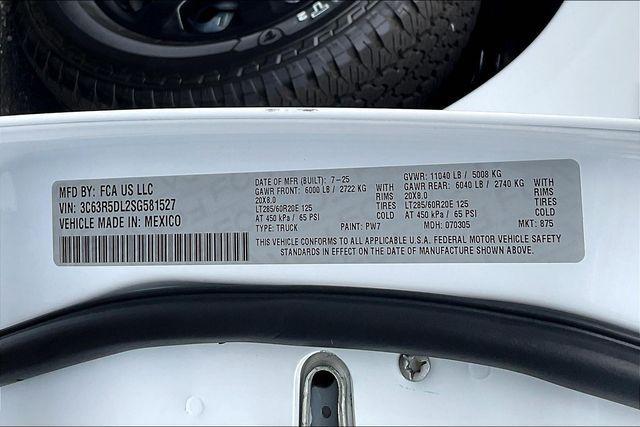 MFD BY: FCA US LLC
VIN: 3C63R5DL2SG581527
VEHICLE MADE IN: MEXICO
DATE OF MFR (BUILT): 7-25
GAWR FRONT: 6000 LB / 2722 KG WITH
20X8.0 RIMS
LT285/60R20E 125 TIRES
AT 450 kPa / 65 PSI COLD
TYPE: TRUCK PAINT: PW7
GVWR: 11040 LB / 5008 KG
GAWR REAR: 6040 LB / 2740 KG WITH
20X8.0 RIMS
LT285/60R20E 125 TIRES
AT 450 kPa / 65 PSI COLD
MDH: 070305 MKT: 875
THIS VEHICLE CONFORMS TO ALL APPLICABLE U.S.A. FEDERAL MOTOR VEHICLE SAFETY
STANDARDS IN EFFECT ON THE DATE OF MANUFACTURE SHOWN ABOVE.